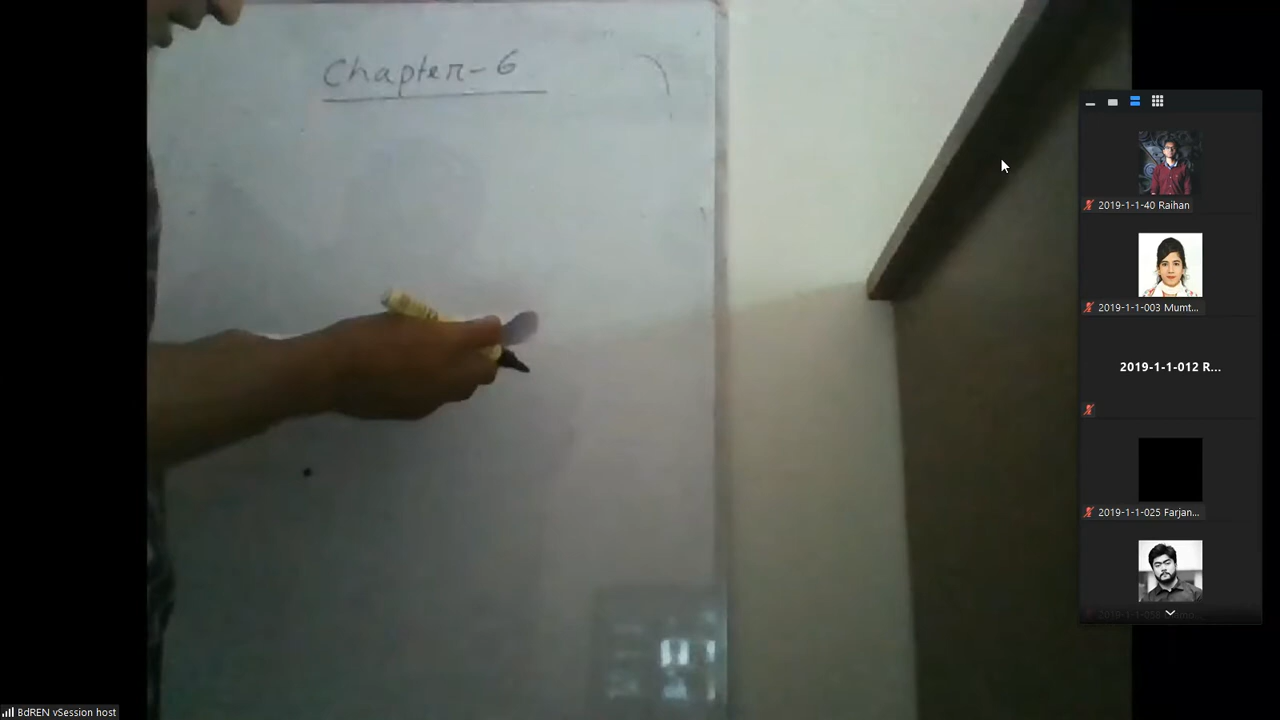 Chapter-6
2019-1-1-40 Raihan
2019-1-1-003 Mumt...
2019-1-1-012 R...
2019-1-1-025 Farjan...
BdREN vSession host